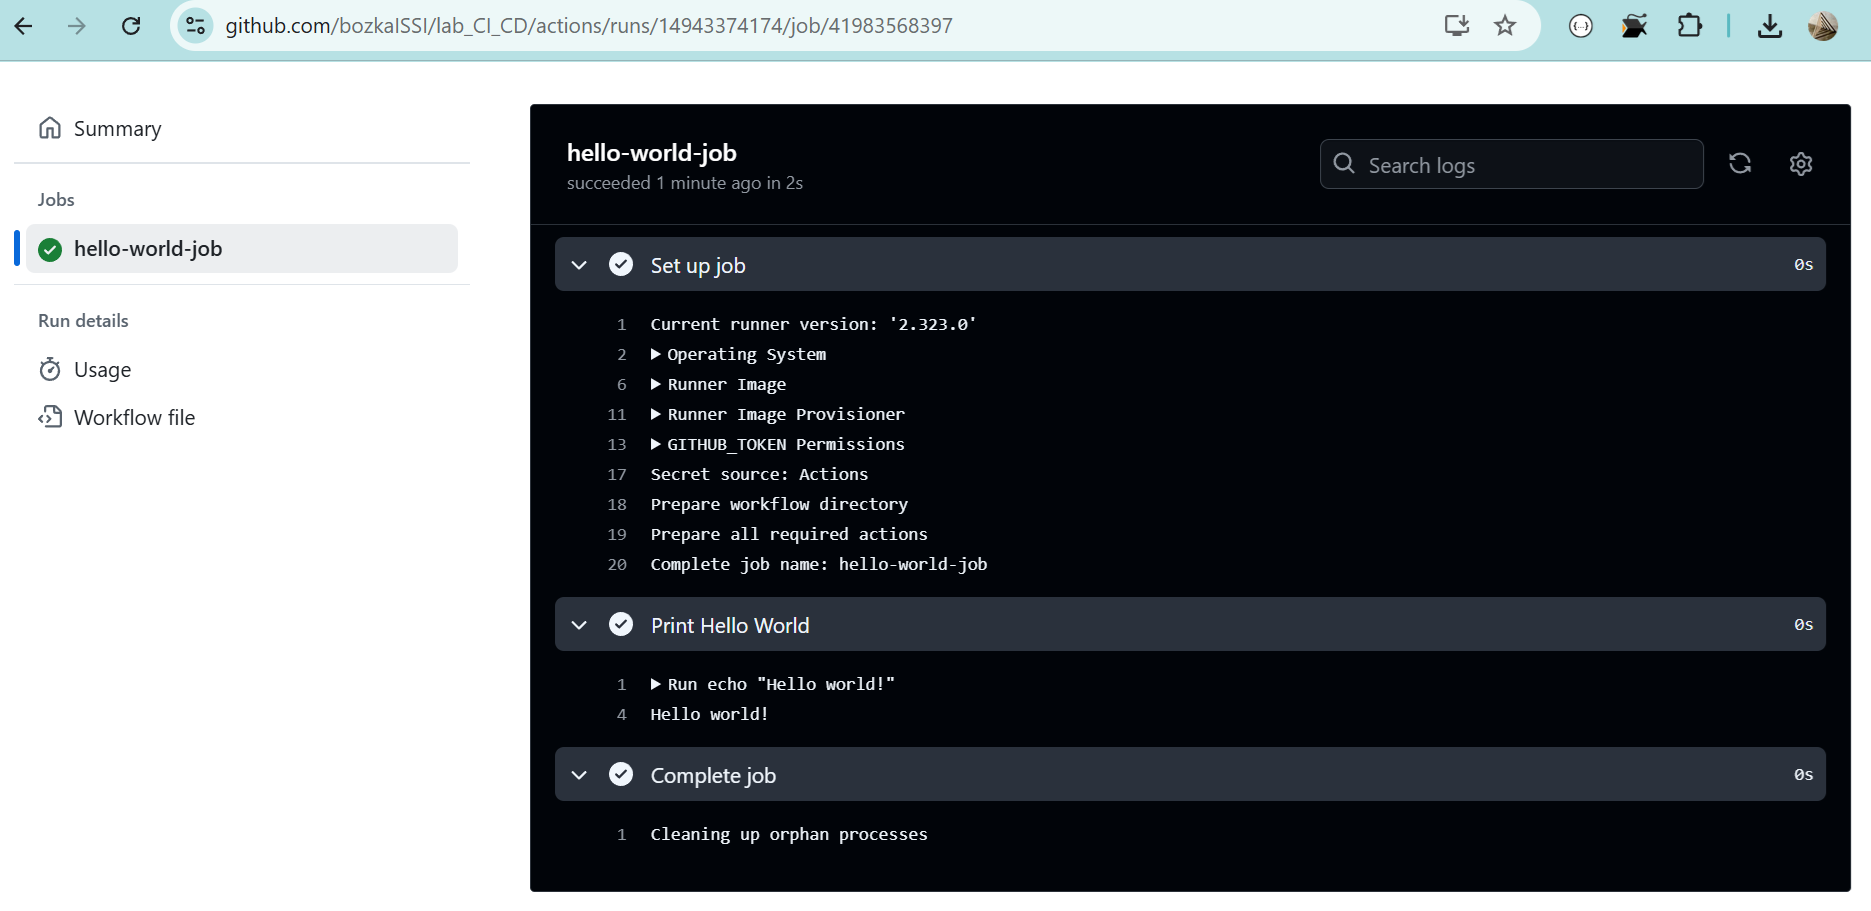 github.com/bozkaISSI/lab_CI_CD/actions/runs/14943374174/job/41983568397
Summary
Jobs
hello-world-job
Run details
Usage
Workflow file
hello-world-job
succeeded 1 minute ago in 2s
Search logs
Set up job 0s
1 Current runner version: '2.323.0'
2 Operating System
6 Runner Image
11 Runner Image Provisioner
13 GITHUB_TOKEN Permissions
17 Secret source: Actions
18 Prepare workflow directory
19 Prepare all required actions
20 Complete job name: hello-world-job
Print Hello World 0s
1 Run echo "Hello world!"
4 Hello world!
Complete job 0s
1 Cleaning up orphan processes